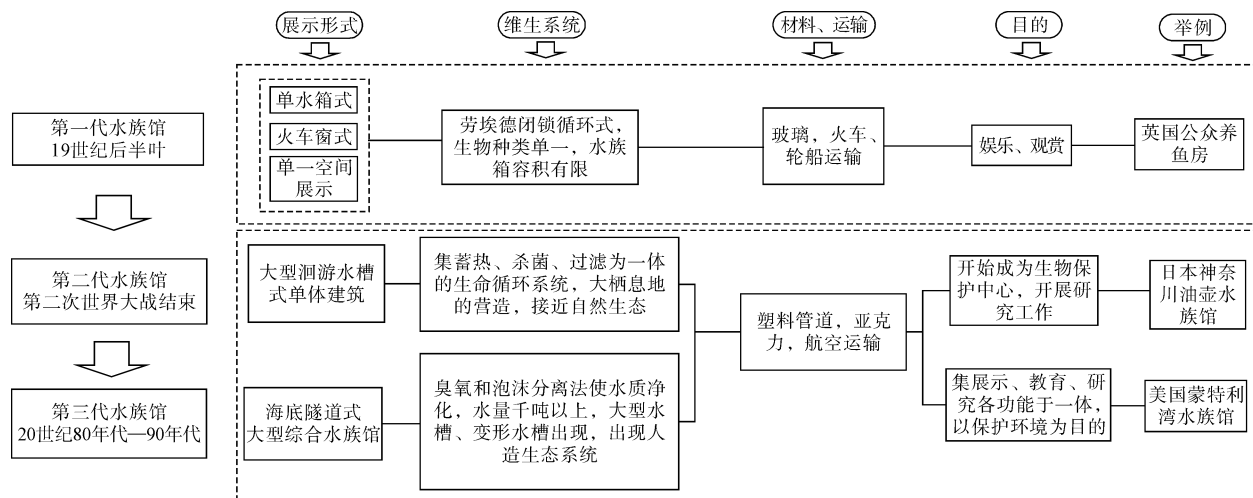 展示形式
维生系统
材料、运输
目的
举例
第一代水族馆
19世纪后半叶
单水箱式
火车窗式
单一空间
展示
劳埃德闭锁循环式，
生物种类单一，水族
箱容积有限
玻璃，火车、
轮船运输
娱乐、观赏
英国公众养
鱼房
第二代水族馆
第二次世界大战结束
大型洄游水槽
式单体建筑
集蓄热、杀菌、过滤为一体
的生命循环系统，大栖息地
的营造，接近自然生态
塑料管道，亚克
力，航空运输
开始成为生物保
护中心，开展研
究工作
日本神奈
川油壶水
族馆
第三代水族馆
20世纪80年代—90年代
海底隧道式
大型综合水族馆
臭氧和泡沫分离法使水质净
化，水量千吨以上，大型水
槽、变形水槽出现，出现人
造生态系统
集展示、教育、研
究各功能于一体，
以保护环境为目的
美国蒙特利
湾水族馆